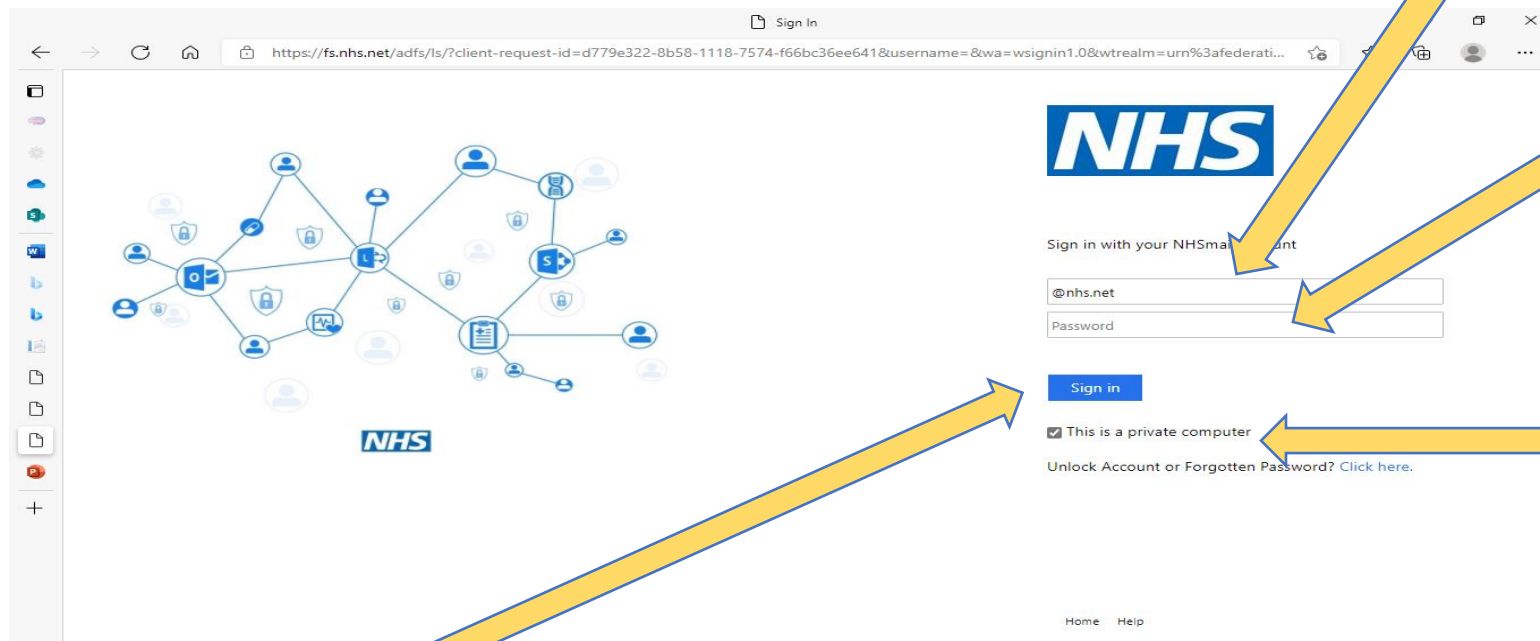 Sign In
https://fs.nhs.net/adfs/ls/?client-request-id=d779e322-8b58-1118-7574-f66bc36ee641&username=&wa=wsignin1.0&wtrealm=urn%3afederati...
NHS
Sign in with your NHSmail
@nhs.net
Password
Sign in
This is a private computer
Unlock Account or Forgotten Password? Click here.
NHS
Home Help